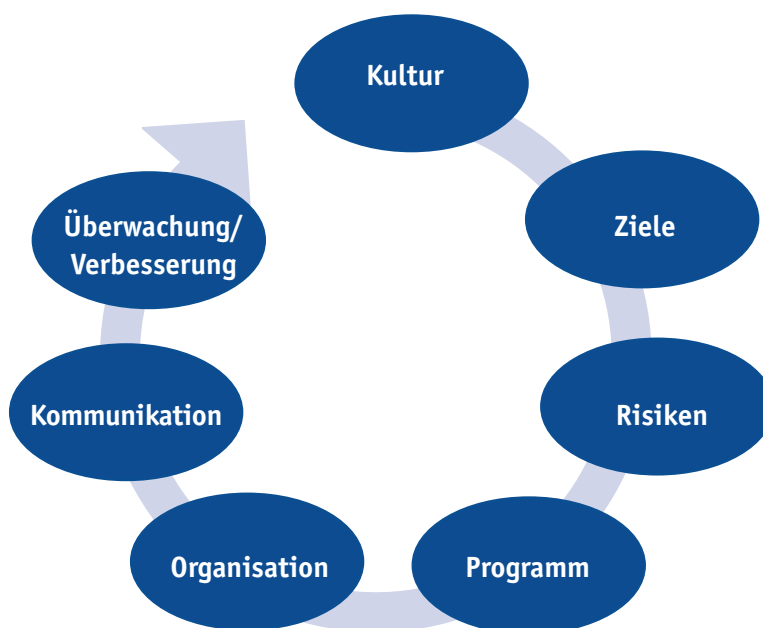 Kultur
Ziele
Risiken
Programm
Organisation
Kommunikation
Überwachung/
Verbesserung